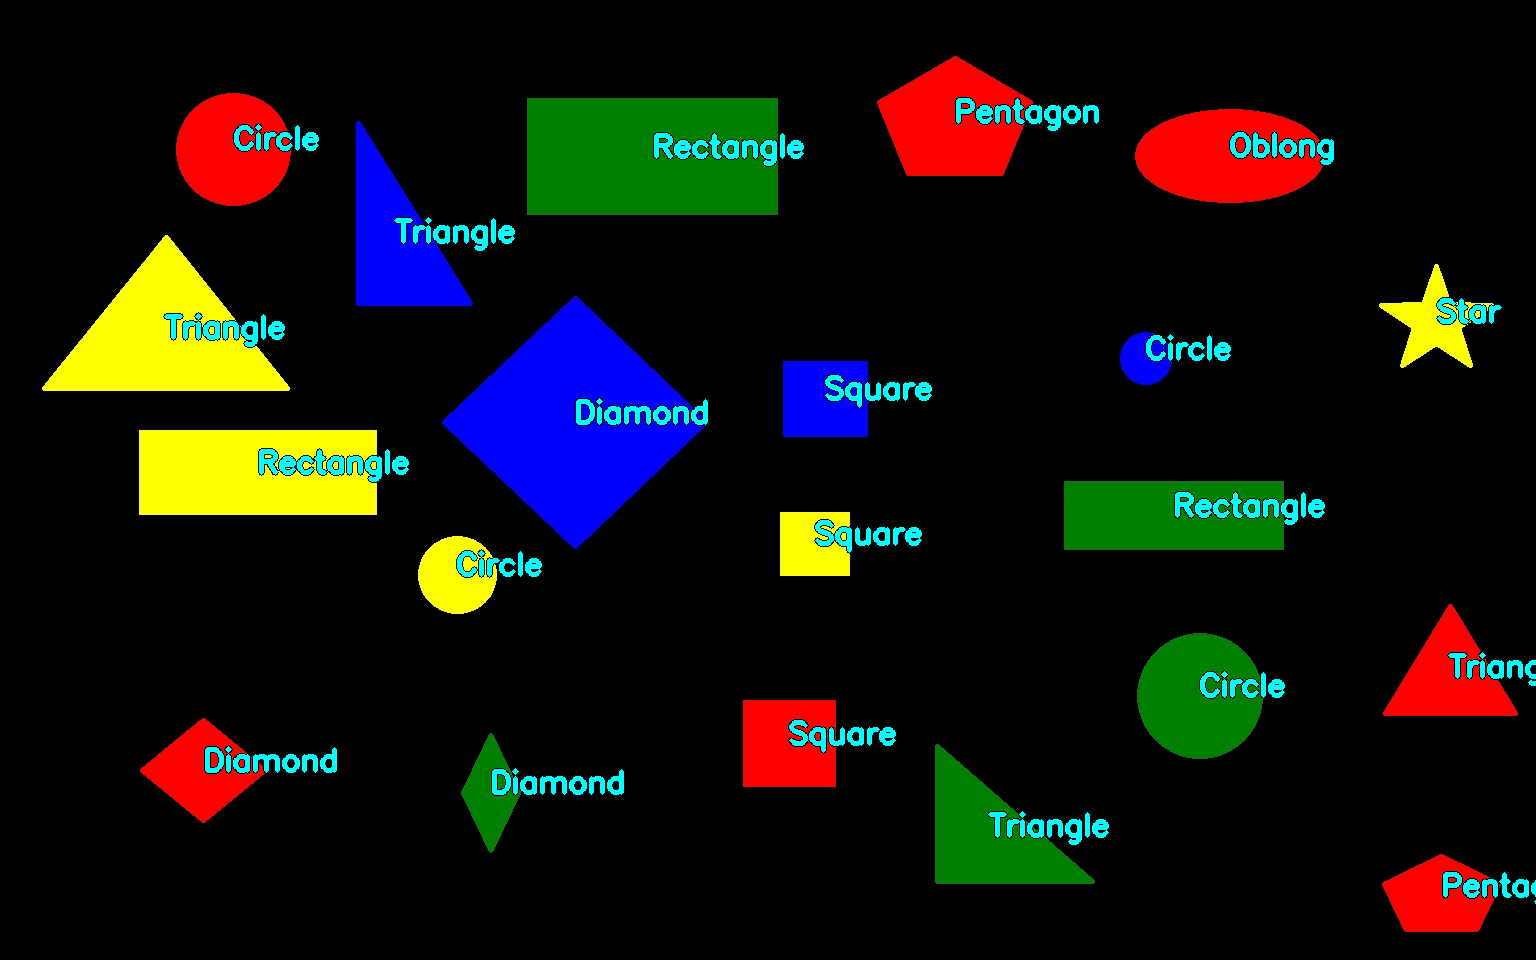 Pentagon
Circle
Rectangle
Oblong
Triangle
Star
Triangle
Circle
Square
Diamond
Rectangle
Rectangle
Square
Circle
Triang
Circle
Square
Diamond
Diamond
Triangle
Pentag